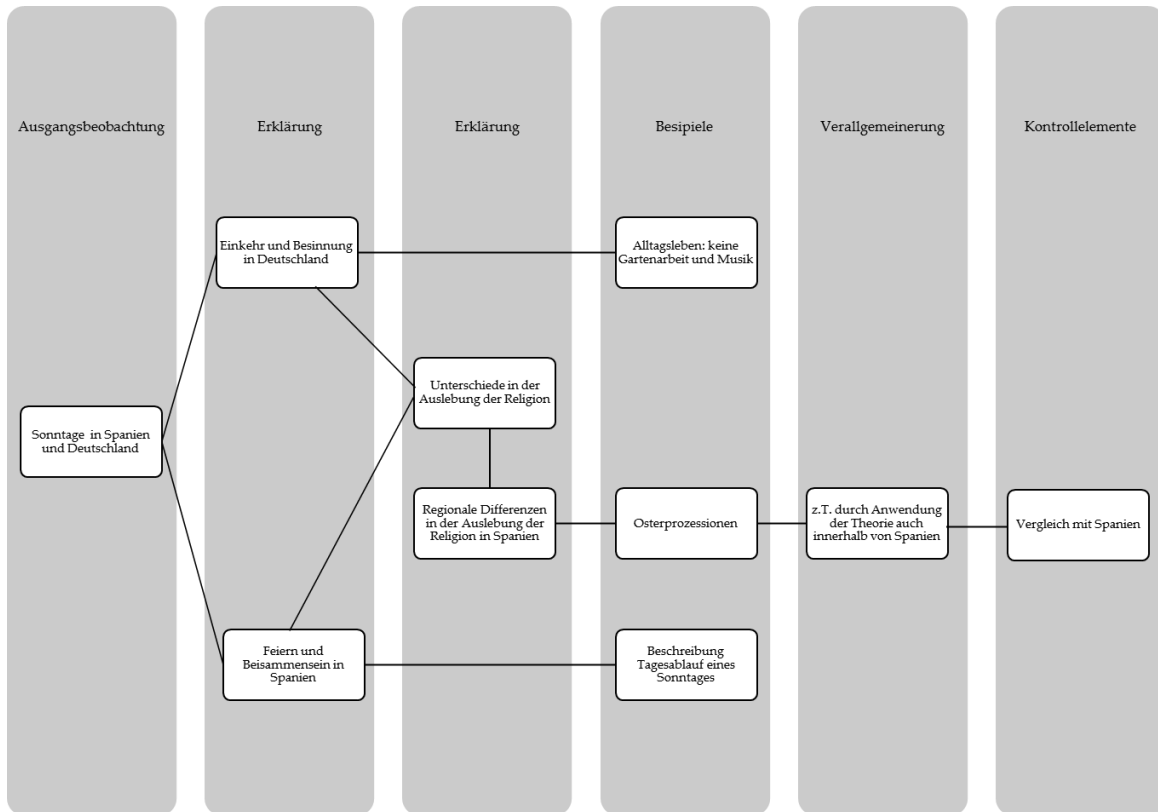 Ausgangsbeobachtung
Erklärung
Erklärung
Besipiele
Verallgemeinerung
Kontrollelemente
Einkehr und Besinnung
in Deutschland
Alltagsleben: keine
Gartenarbeit und Musik
Unterschiede in der
Auslebung der Religion
Sonntage in Spanien
und Deutschland
Regionale Differenzen
in der Auslebung der
Religion in Spanien
Osterprozessionen
z.T. durch Anwendung
der Theorie auch
innerhalb von Spanien
Vergleich mit Spanien
Feiern und
Beisammensein in
Spanien
Beschreibung
Tagesablauf eines
Sonntages